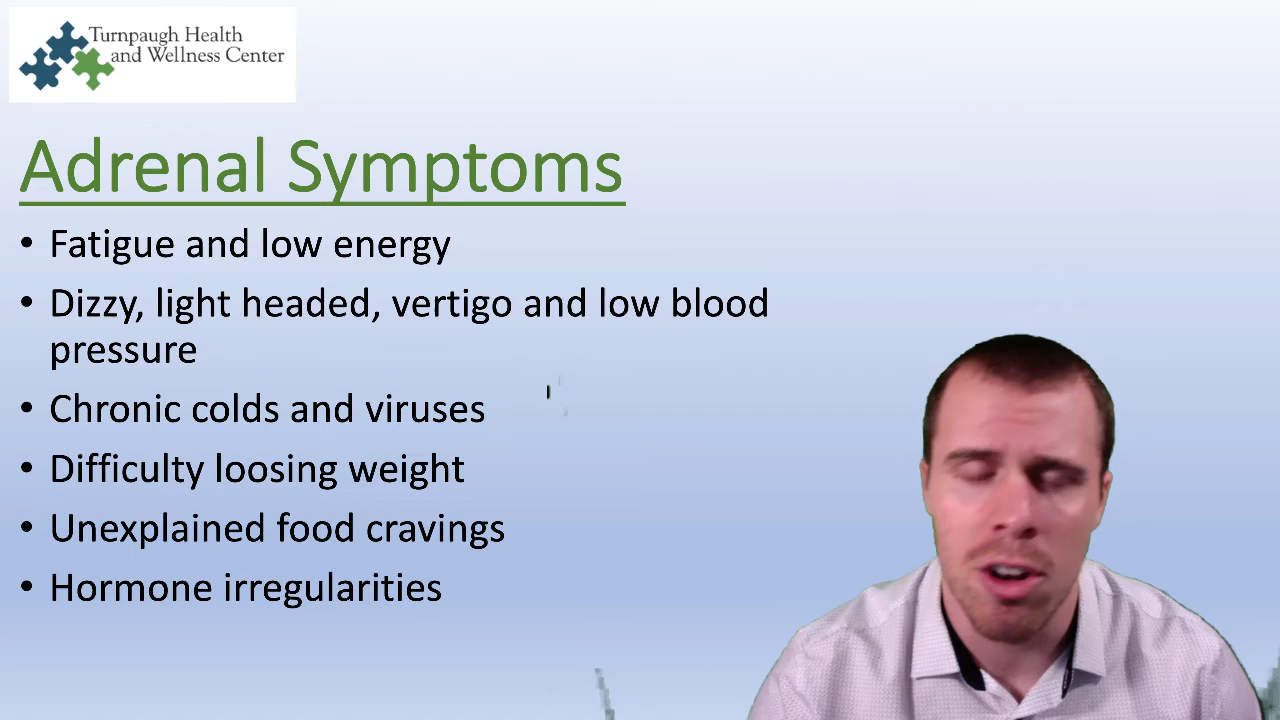 Turnpaugh Health
and Wellness Center
Adrenal Symptoms
• Fatigue and low energy
• Dizzy, light headed, vertigo and low blood
pressure
• Chronic colds and viruses
• Difficulty loosing weight
• Unexplained food cravings
• Hormone irregularities